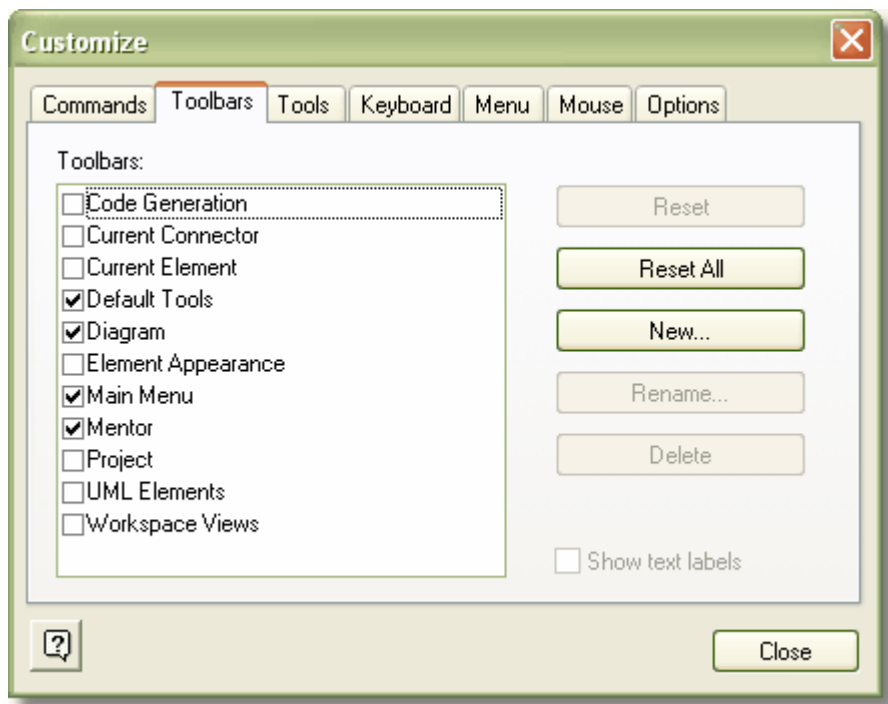 Customize
Commands Toolbars Tools Keyboard Menu Mouse Options
Toolbars:
Code Generation
Current Connector
Current Element
Default Tools
Diagram
Element Appearance
Main Menu
Mentor
Project
UML Elements
Workspace Views
Reset
Reset All
New...
Rename...
Delete
Show text labels
?
Close